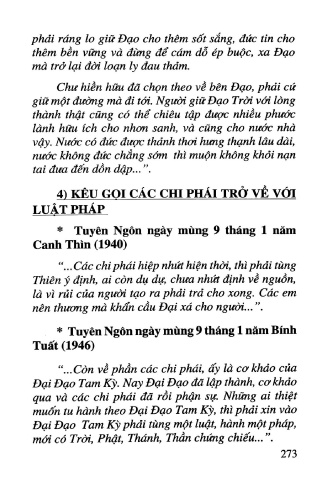 phải ráng lo giữ Đạo cho thêm sốt sắng, đức tin cho
thêm bền vững và đừng để cám dỗ ép buộc, xa Đạo
mà trở lại đời loạn ly đau thảm.
Chư hiền hữu đã chọn theo về bên Đạo, phải cứ
giữ một đường mà đi tới. Người giữ Đạo Trời với lòng
thành thật cũng có thể chiêu tập được nhiều phước
lành hữu ích cho nhơn sanh, và cũng cho nước nhà
vậy. Nước có đức được thảnh thơi hưng thạnh lâu dài,
nước không đức chẳng sớm thì muộn không khỏi nạn
tai đưa đến dồn dập...”.
4) KÊU GỌI CÁC CHI PHÁI TRỞ VỀ VỚI
LUẬT PHÁP
* Tuyên Ngôn ngày mùng 9 tháng 1 năm
Canh Thìn (1940)
“...Các chi phái hiệp nhứt hiện thời, thì phải tùng
Thiên ý định, ai còn dụ dự, chưa nhứt định về nguồn,
là vì rủi của người tạo ra phải trả cho xong. Các em
nên thương mà khẩn cầu Đại xá cho người...”.
* Tuyên Ngôn ngày mùng 9 tháng 1 năm Bính
Tuất (1946)
“...Còn về phần các chi phái, ấy là cơ khảo của
Đại Đạo Tam Kỳ. Nay Đại Đạo đã lập thành, cơ khảo
qua và các chi phái đã rồi phận sự. Những ai thiệt
muốn tu hành theo Đại Đạo Tam Kỳ, thì phải xin vào
Đại Đạo Tam Kỳ phải tùng một luật, hành một pháp,
mới có Trời, Phật, Thánh, Thần chứng chiếu...”.
273